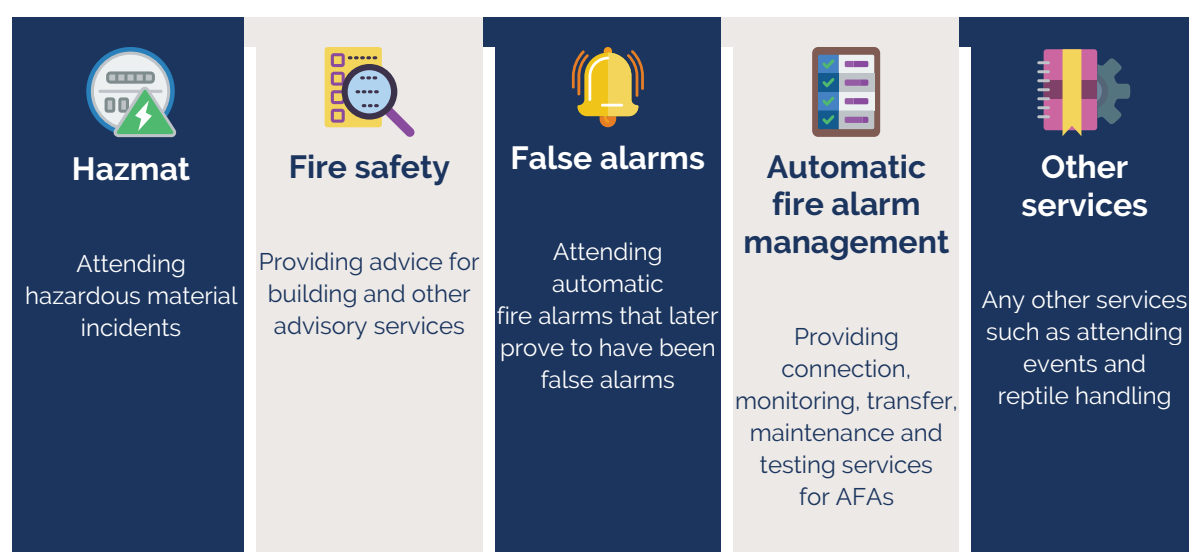 Hazmat
Attending
hazardous material
incidents
Fire safety
Providing advice for
building and other
advisory services
False alarms
Attending
automatic
fire alarms that later
prove to have been
false alarms
Automatic
fire alarm
management
Providing
connection,
monitoring, transfer,
maintenance and
testing services
for AFAs
Other
services
Any other services
such as attending
events and
reptile handling